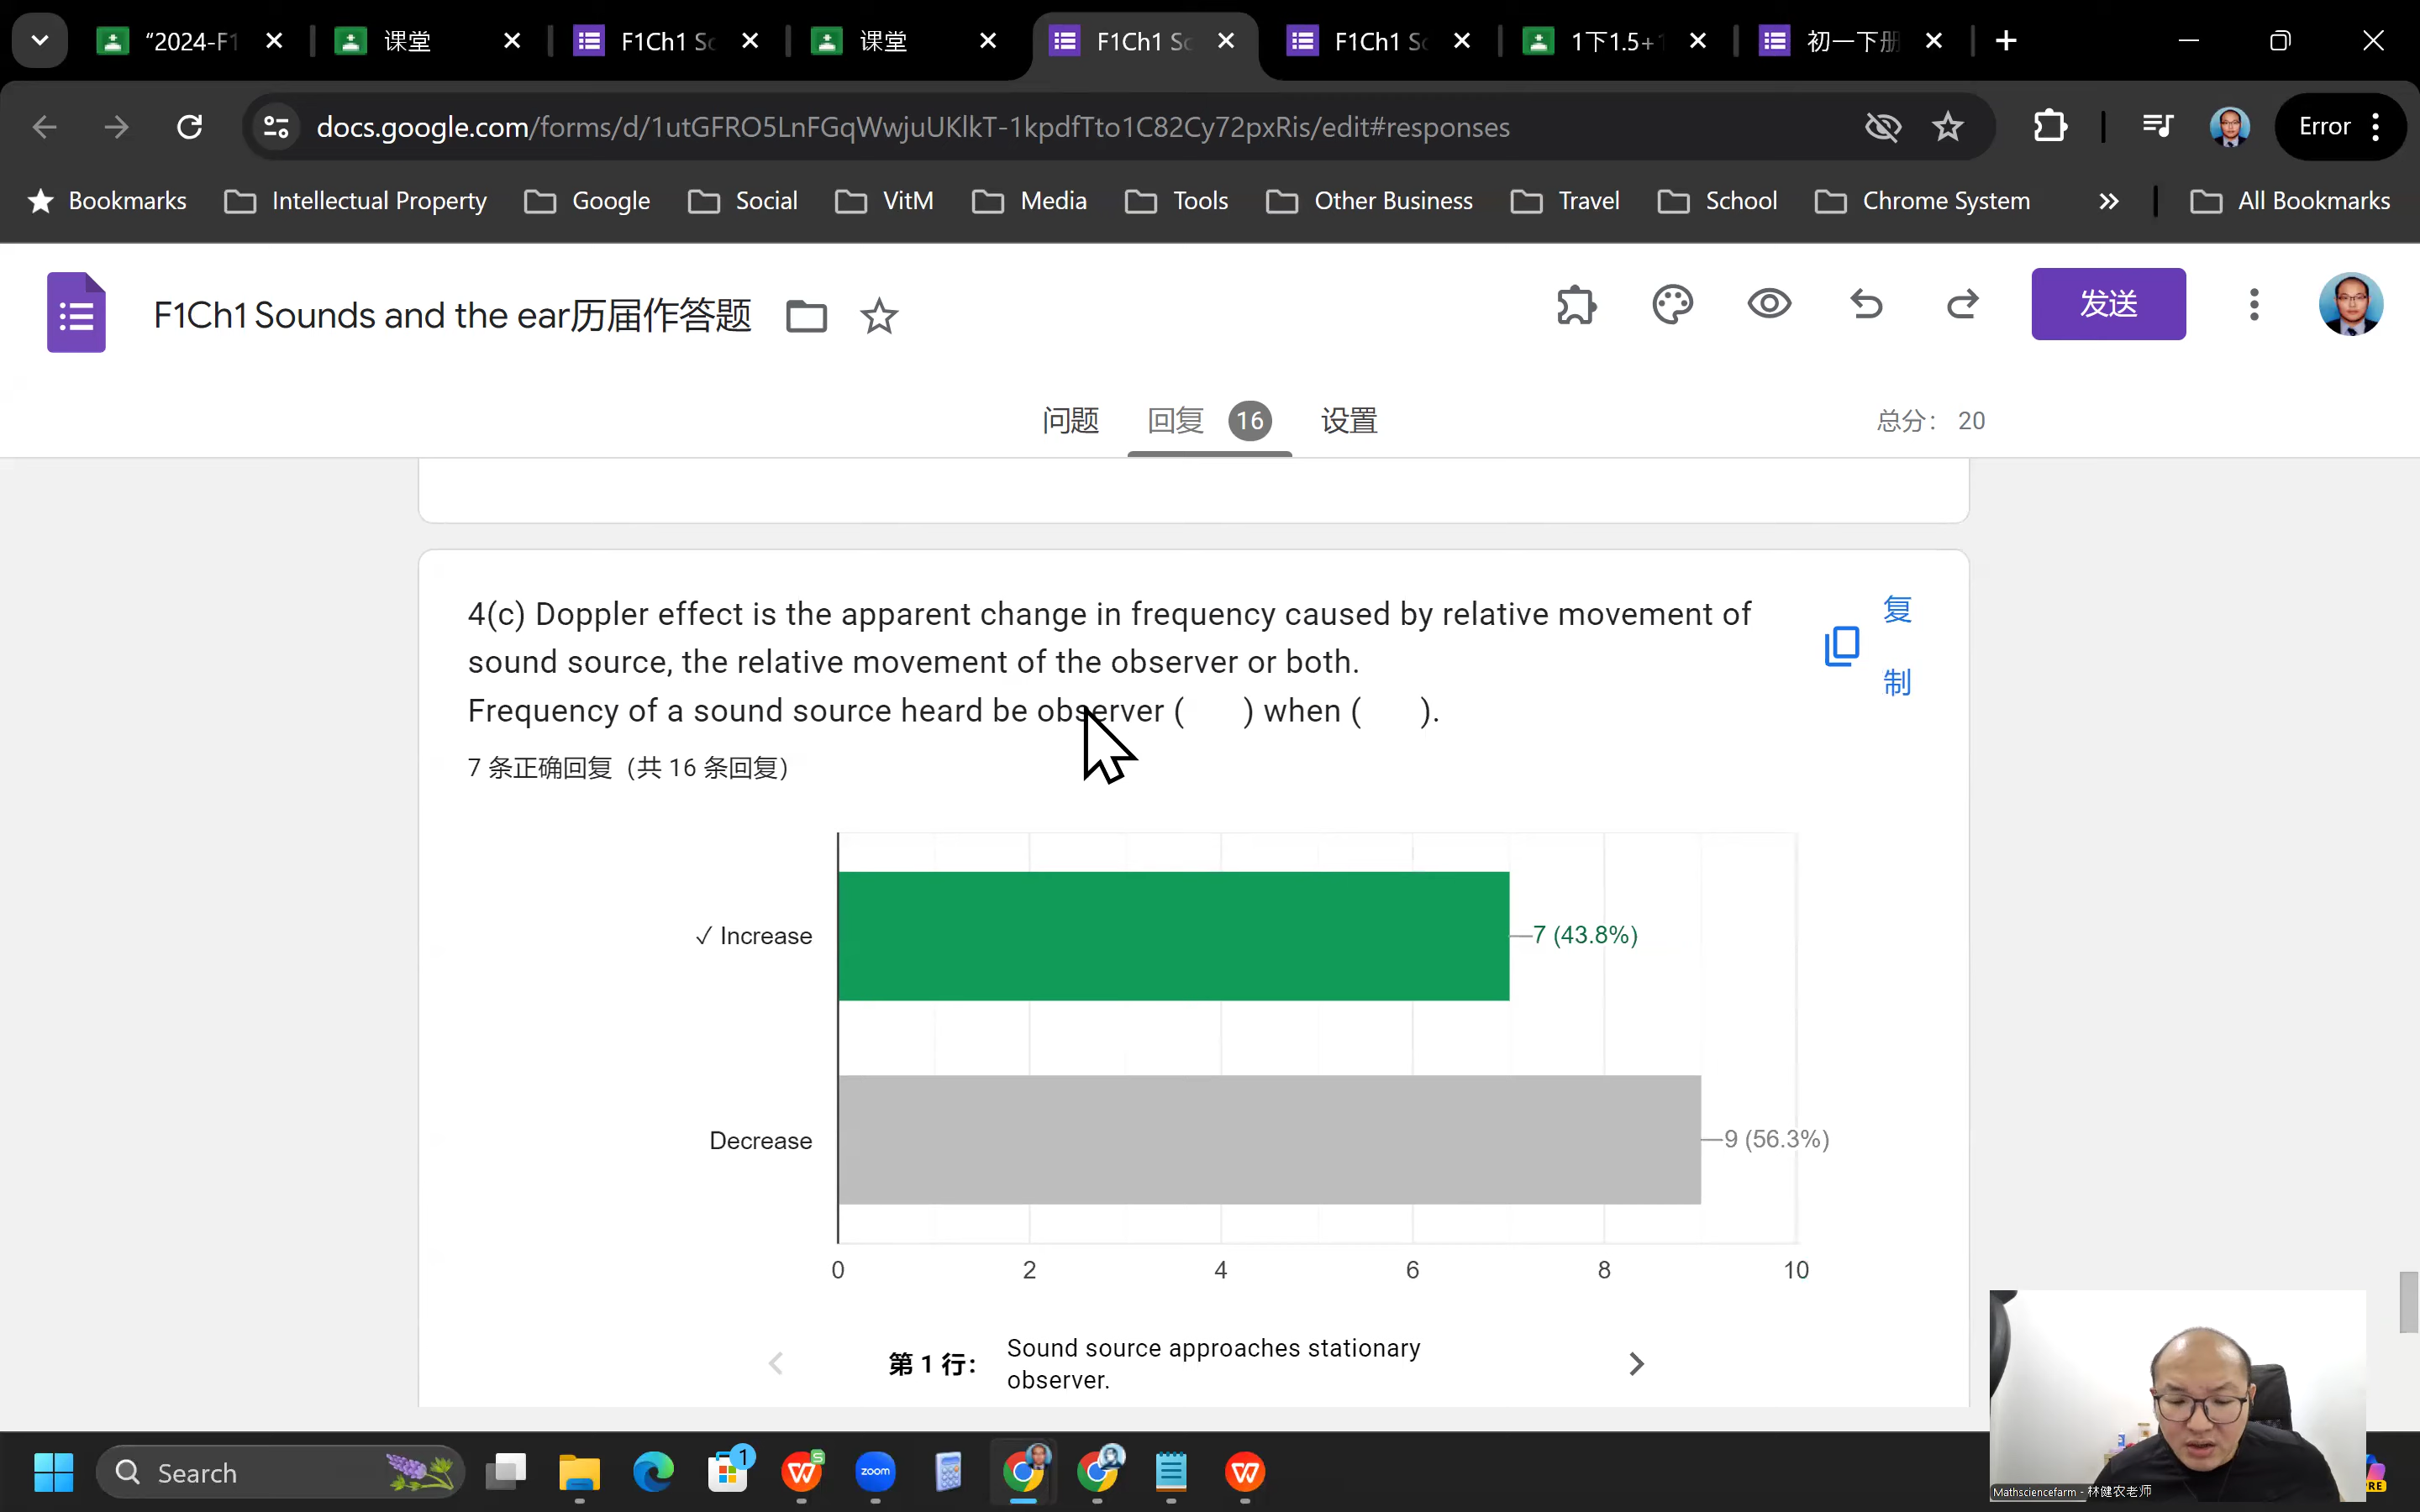 “2024-F1
课堂
F1Ch1 Sc
课堂
F1Ch1 Sc
F1Ch1 Sc
1下1.5+1
初一下册
docs.google.com/forms/d/1utGFRO5LnFGqWwjuUKlkT-1kpdfTto1C82Cy72pxRis/edit#responses
Error
Bookmarks
Intellectual Property
Google
Social
VitM
Media
Tools
Other Business
Travel
School
Chrome System
All Bookmarks
F1Ch1 Sounds and the ear历届作答题
发送
问题
回复 16
设置
总分： 20
4(c) Doppler effect is the apparent change in frequency caused by relative movement of
sound source, the relative movement of the observer or both.
Frequency of a sound source heard be observer (     ) when (     ).
复
制
7 条正确回复（共 16 条回复）
✓ Increase
7 (43.8%)
Decrease
9 (56.3%)
0 2 4 6 8 10
第 1 行：
Sound source approaches stationary
observer.
Search
1
zoom
Mathsciencefarm - 林健农老师
PRE